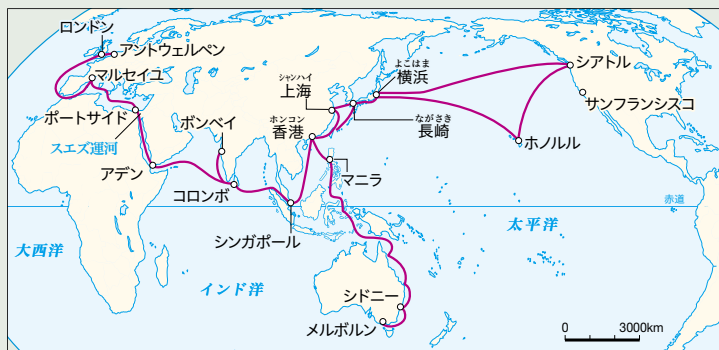 ロンドン
アントウェルペン
マルセイユ
ポートサイド
スエズ運河
アデン
ボンベイ
コロンボ
シンガポール
シャンハイ
上海
ホンコン
香港
よこはま
横浜
ながさき
長崎
マニラ
シアトル
サンフランシスコ
ホノルル
赤道
太平洋
大西洋
インド洋
シドニー
メルボルン
0 3000km